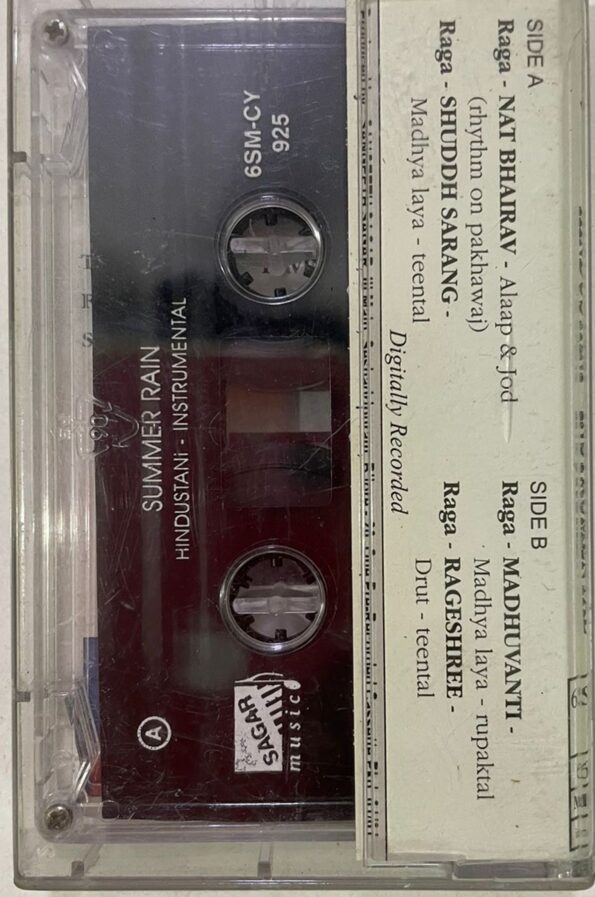 SIDE A
Raga - NAT BHAIRAV - Alaap & Jod
(rhythm on pakhawaj)
Raga - SHUDDH SARANG -
Madhya laya - teental
SIDE B
Raga - MADHUVANTI -
Madhya laya - rupaktal
Raga - RAGESHREE -
Drut - teental
Digitally Recorded
6SM-CY
925
SUMMER RAIN
HINDUSTANi - INSTRUMENTAL
A
SAGAR
music